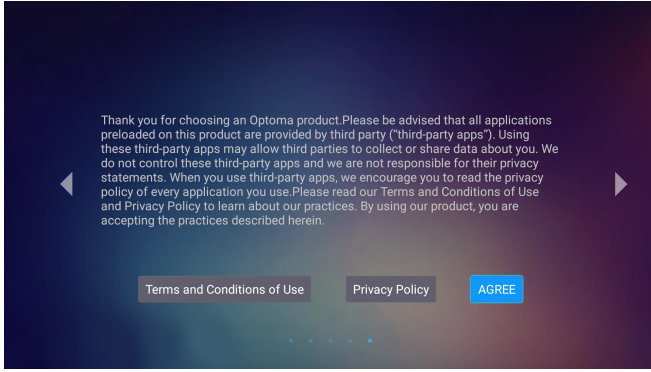 Thank you for choosing an Optoma product.Please be advised that all applications
preloaded on this product are provided by third party (“third-party apps”). Using
these third-party apps may allow third parties to collect or share data about you. We
do not control these third-party apps and we are not responsible for their privacy
statements. When you use third-party apps, we encourage you to read the privacy
policy of every application you use.Please read our Terms and Conditions of Use
and Privacy Policy to learn about our practices. By using our product, you are
accepting the practices described herein.
Terms and Conditions of Use Privacy Policy AGREE